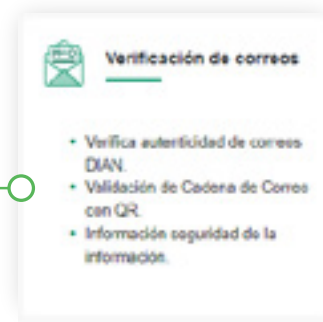 Verificación de correos
• Verifica autenticidad de correos
DIAN.
• Validación de Cadena de Correo
con QR.
• Información seguridad de la
información.